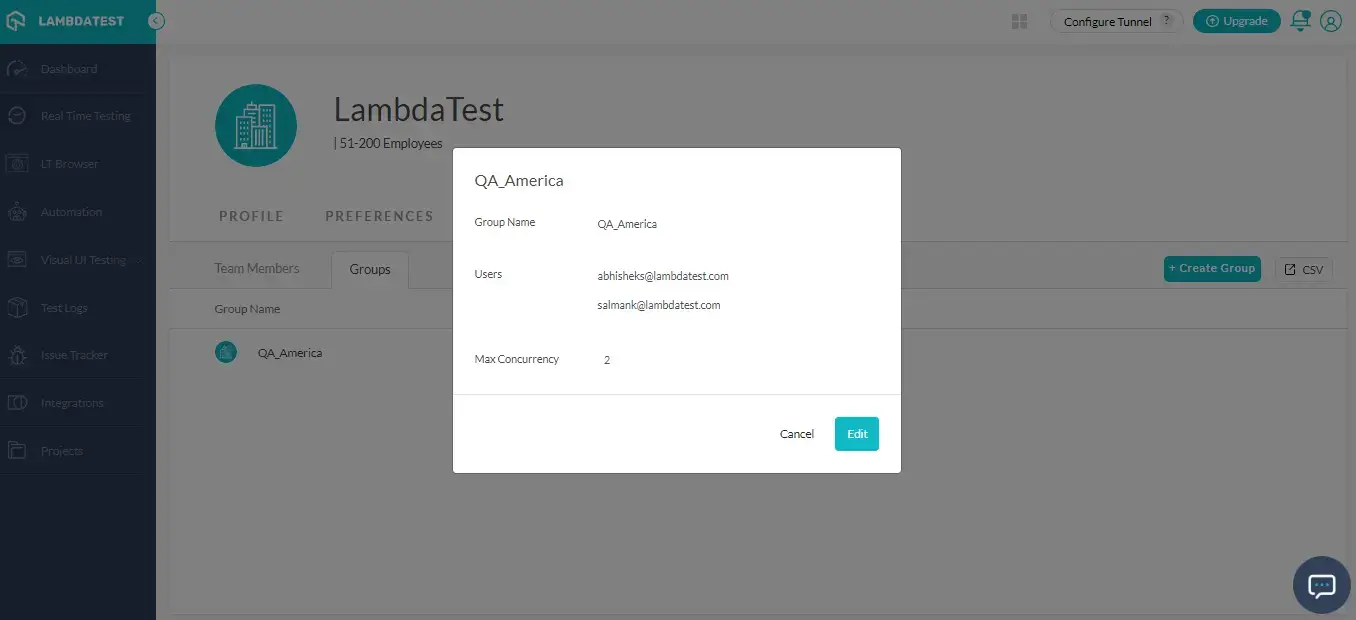 LAMBDATEST
Configure Tunnel ?
Upgrade
Dashboard
Real Time Testing
LT Browser
Automation
Visual UI Testing
Test Logs
Issue Tracker
Integrations
Projects
LambdaTest
| 51-200 Employees
PROFILE PREFERENCES
Team Members Groups
+ Create Group CSV
Group Name
QA_America
QA_America
Group Name QA_America
Users abhisheks@lambdatest.com
salmank@lambdatest.com
Max Concurrency 2
Cancel Edit